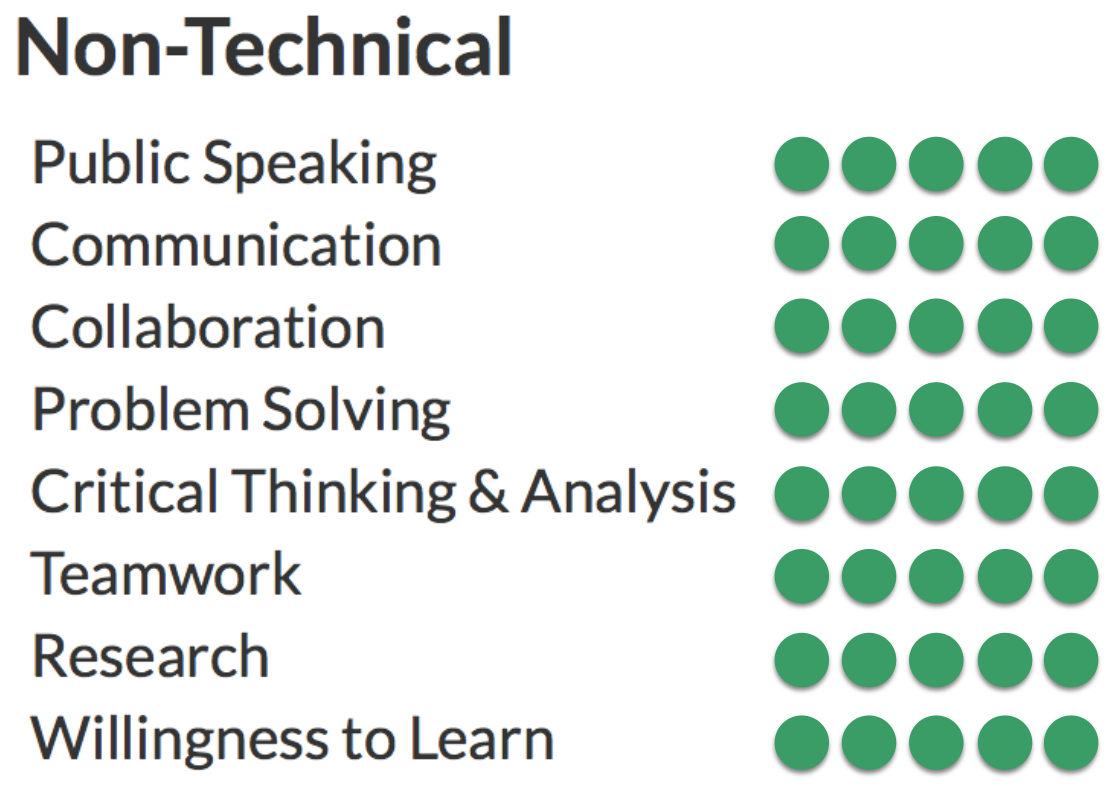 Non-Technical
Public Speaking
Communication
Collaboration
Problem Solving
Critical Thinking & Analysis
Teamwork
Research
Willingness to Learn